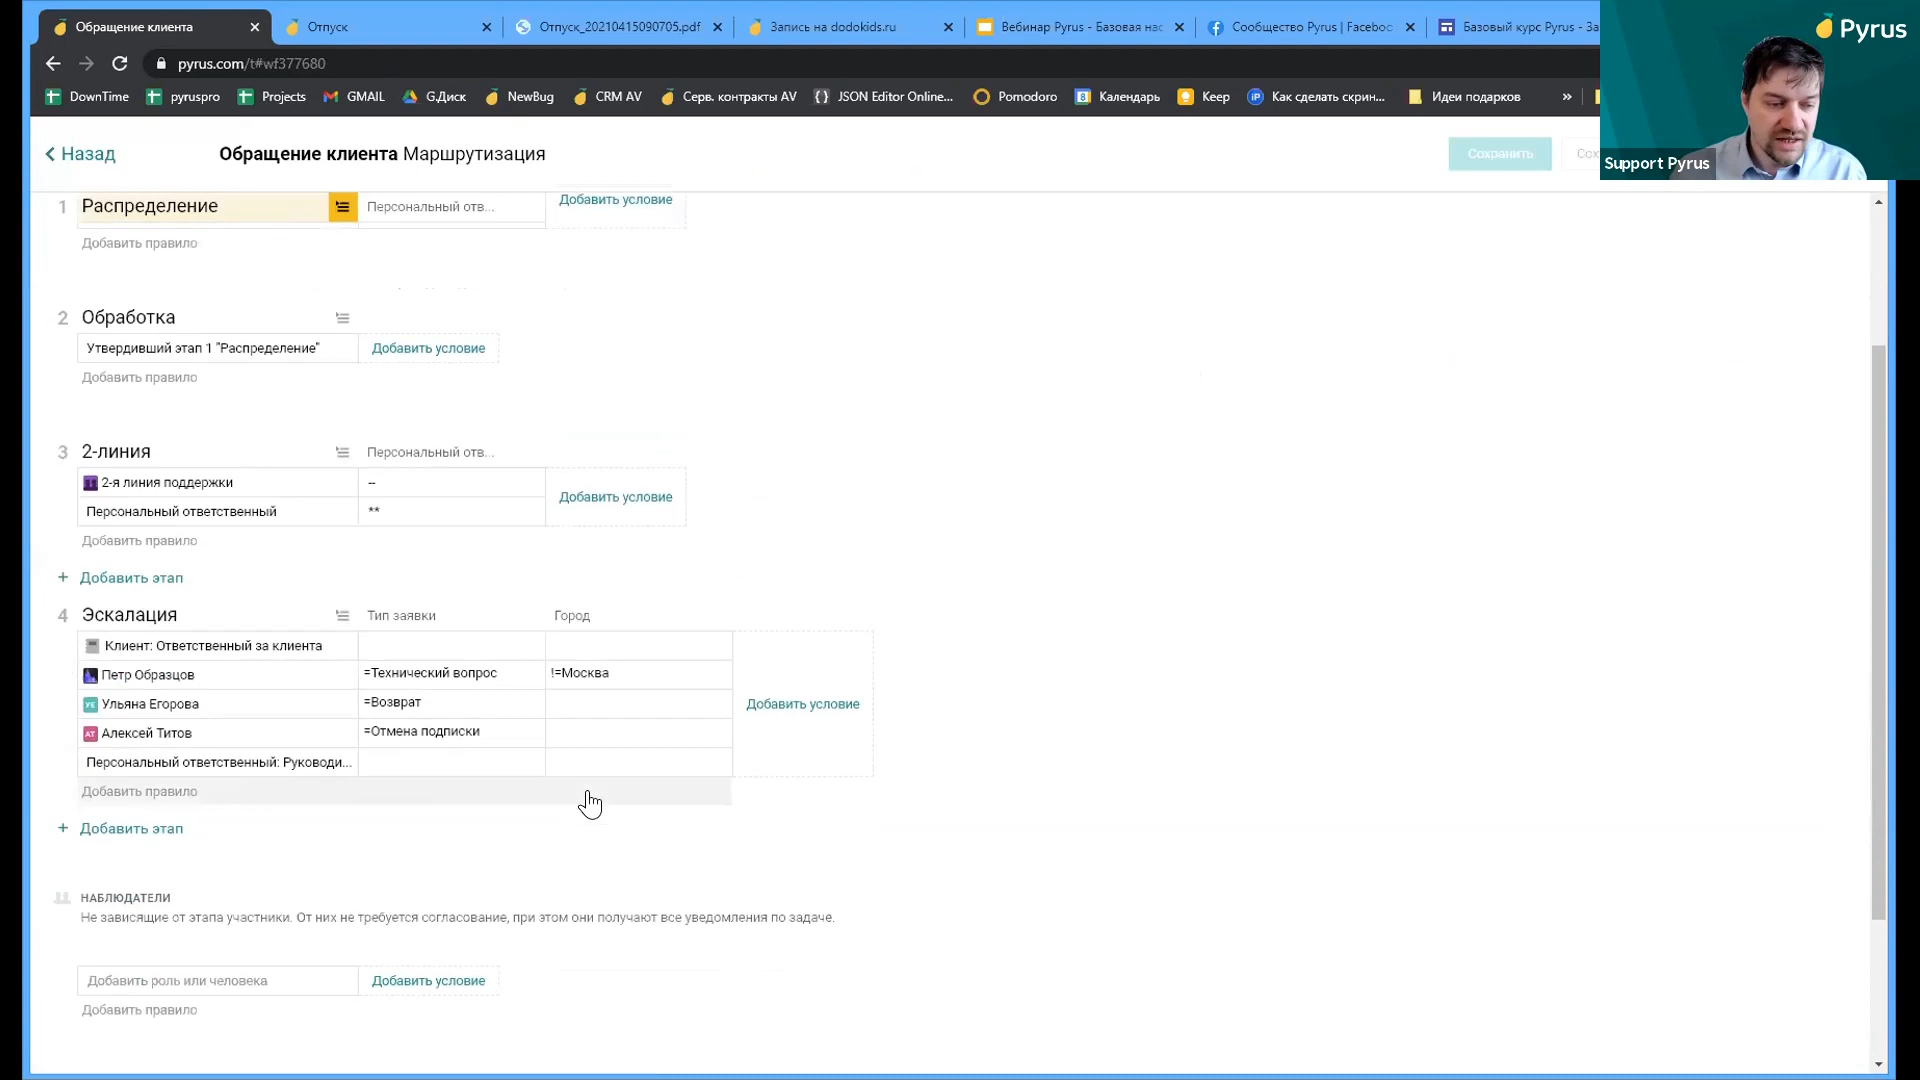 Обращение клиента
Отпуск
Отпуск_20210415090705.pdf
Запись на dodokids.ru
Вебинар Pyrus - Базовая нас
Сообщество Pyrus | Faceboo
Базовый курс Pyrus - За
Pyrus
pyrus.com/t#wf377680
DownTime
pyruspro
Projects
GMAIL
G.Диск
NewBug
CRM AV
Серв. контракты AV
JSON Editor Online...
Pomodoro
Календарь
Keep
Как сделать скрин...
Идеи подарков
»
Support Pyrus
Назад
Обращение клиента Маршрутизация
Сохранить
Сох
1 Распределение
Персональный отв...
Добавить условие
Добавить правило
2 Обработка
Утвердивший этап 1 "Распределение"
Добавить условие
Добавить правило
3 2-линия
Персональный отв...
2-я линия поддержки
--
Добавить условие
Персональный ответственный
**
Добавить правило
+ Добавить этап
4 Эскалация
Тип заявки
Город
Клиент: Ответственный за клиента
Петр Образцов
=Технический вопрос
!=Москва
УЕ Ульяна Егорова
=Возврат
Добавить условие
АТ Алексей Титов
=Отмена подписки
Персональный ответственный: Руководи...
Добавить правило
+ Добавить этап
НАБЛЮДАТЕЛИ
Не зависящие от этапа участники. От них не требуется согласование, при этом они получают все уведомления по задаче.
Добавить роль или человека
Добавить условие
Добавить правило